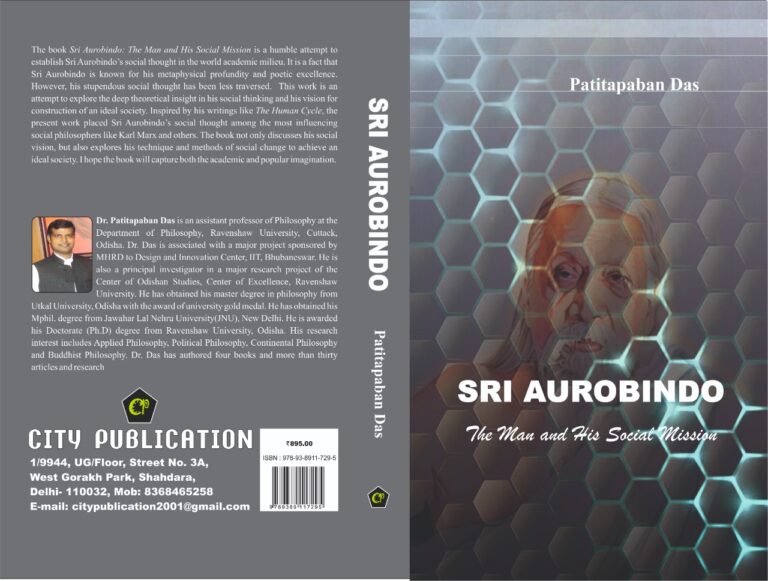 The book Sri Aurobindo: The Man and His Social Mission is a humble attempt to
establish Sri Aurobindo's social thought in the world academic milieu. It is a fact that
Sri Aurobindo is known for his metaphysical profundity and poetic excellence.
However, his stupendous social thought has been less traversed. This work is an
attempt to explore the deep theoretical insight in his social thinking and his vision for
construction of an ideal society. Inspired by his writings like The Human Cycle, the
present work placed Sri Aurobindo's social thought among the most influencing
social philosophers like Karl Marx and others. The book not only discusses his social
vision, but also explores his technique and methods of social change to achieve an
ideal society. I hope the book will capture both the academic and popular imagination.
Dr. Patitapaban Das is an assistant professor of Philosophy at the
Department of Philosophy, Ravenshaw University, Cuttack,
Odisha. Dr. Das is associated with a major project sponsored by
MHRD to Design and Innovation Center, IIT, Bhubaneswar. He is
also a principal investigator in a major research project of the
Center of Odishan Studies, Center of Excellence, Ravenshaw
University. He has obtained his master degree in philosophy from
Utkal University, Odisha with the award of university gold medal. He has obtained his
Mphil. degree from Jawahar Lal Nehru University(JNU), New Delhi. He is awarded
his Doctorate (Ph.D) degree from Ravenshaw University, Odisha. His research
interest includes Applied Philosophy, Political Philosophy, Continental Philosophy
and Buddhist Philosophy. Dr. Das has authored four books and more than thirty
articles and research
CITY PUBLICATION
1/9944, UG/Floor, Street No. 3A,
West Gorakh Park, Shahdara,
Delhi- 110032, Mob: 8368465258
E-mail: citypublication2001@gmail.com
₹895.00
ISBN : 978-93-8911-729-5
9789389117295
SRI AUROBINDO
Patitapaban Das
Patitapaban Das
SRI AUROBINDO
The Man and His Social Mission